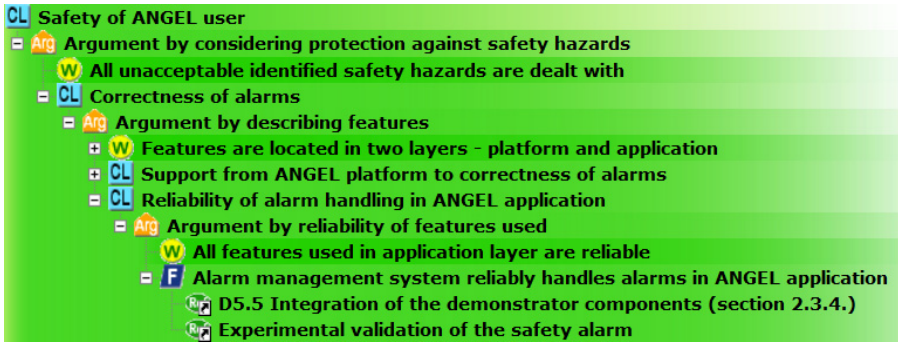 CL Safety of ANGEL user
Arg Argument by considering protection against safety hazards
W All unacceptable identified safety hazards are dealt with
CL Correctness of alarms
Arg Argument by describing features
W Features are located in two layers - platform and application
CL Support from ANGEL platform to correctness of alarms
CL Reliability of alarm handling in ANGEL application
Arg Argument by reliability of features used
W All features used in application layer are reliable
F Alarm management system reliably handles alarms in ANGEL application
D5.5 Integration of the demonstrator components (section 2.3.4.)
Experimental validation of the safety alarm